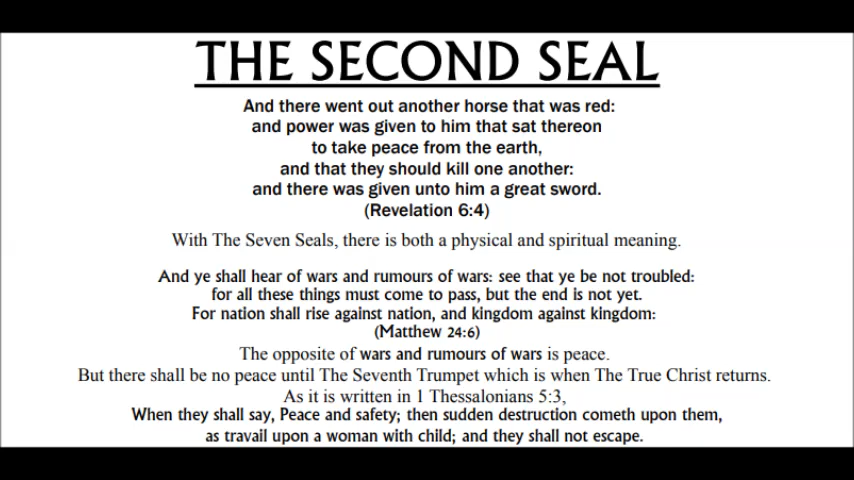 THE SECOND SEAL
And there went out another horse that was red:
and power was given to him that sat thereon
to take peace from the earth,
and that they should kill one another:
and there was given unto him a great sword.
(Revelation 6:4)
With The Seven Seals, there is both a physical and spiritual meaning.
And ye shall hear of wars and rumours of wars: see that ye be not troubled:
for all these things must come to pass, but the end is not yet.
For nation shall rise against nation, and kingdom against kingdom:
(Matthew 24:6)
The opposite of wars and rumours of wars is peace.
But there shall be no peace until The Seventh Trumpet which is when The True Christ returns.
As it is written in 1 Thessalonians 5:3,
When they shall say, Peace and safety; then sudden destruction cometh upon them,
as travail upon a woman with child; and they shall not escape.